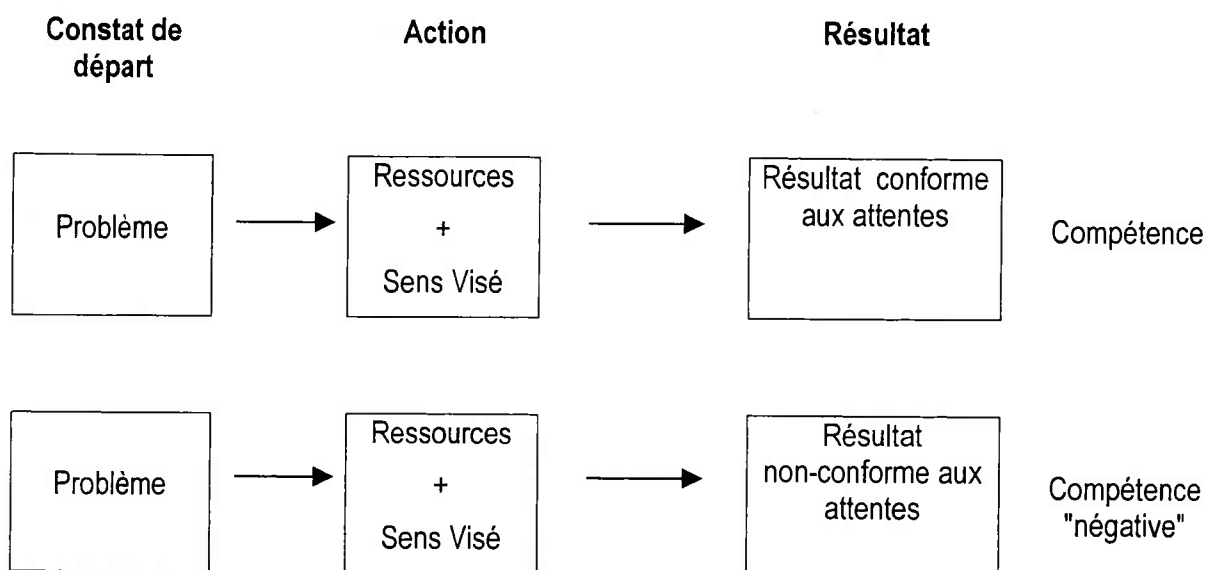 Constat de
départ
Action
Résultat
Problème
Ressources
+
Sens Visé
Résultat conforme
aux attentes
Compétence
Problème
Ressources
+
Sens Visé
Résultat
non-conforme aux
attentes
Compétence
"négative"